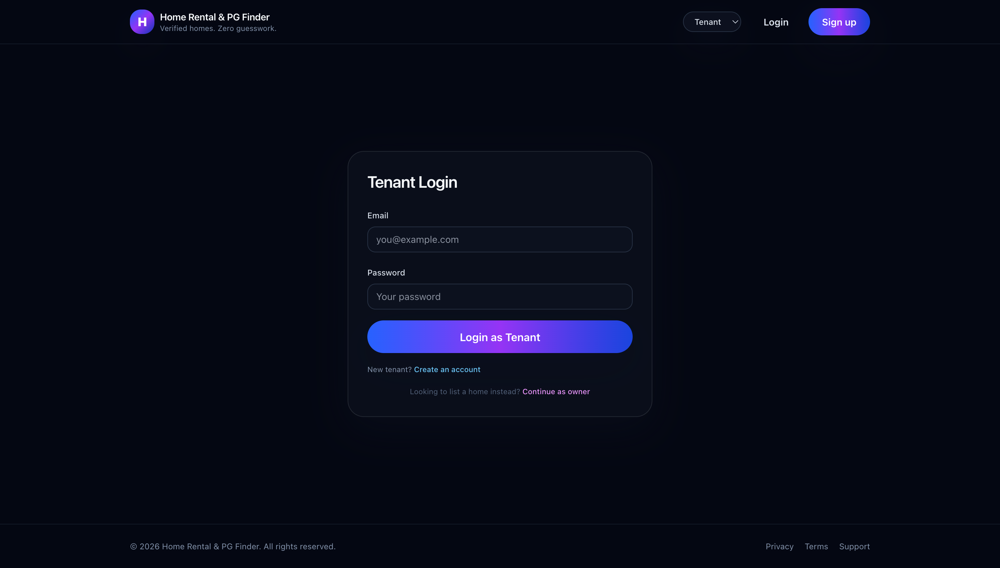 H
Home Rental & PG Finder
Verified homes. Zero guesswork.
Tenant
Login
Sign up
Tenant Login
Email
you@example.com
Password
Your password
Login as Tenant
New tenant? Create an account
Looking to list a home instead? Continue as owner
© 2026 Home Rental & PG Finder. All rights reserved.
Privacy
Terms
Support